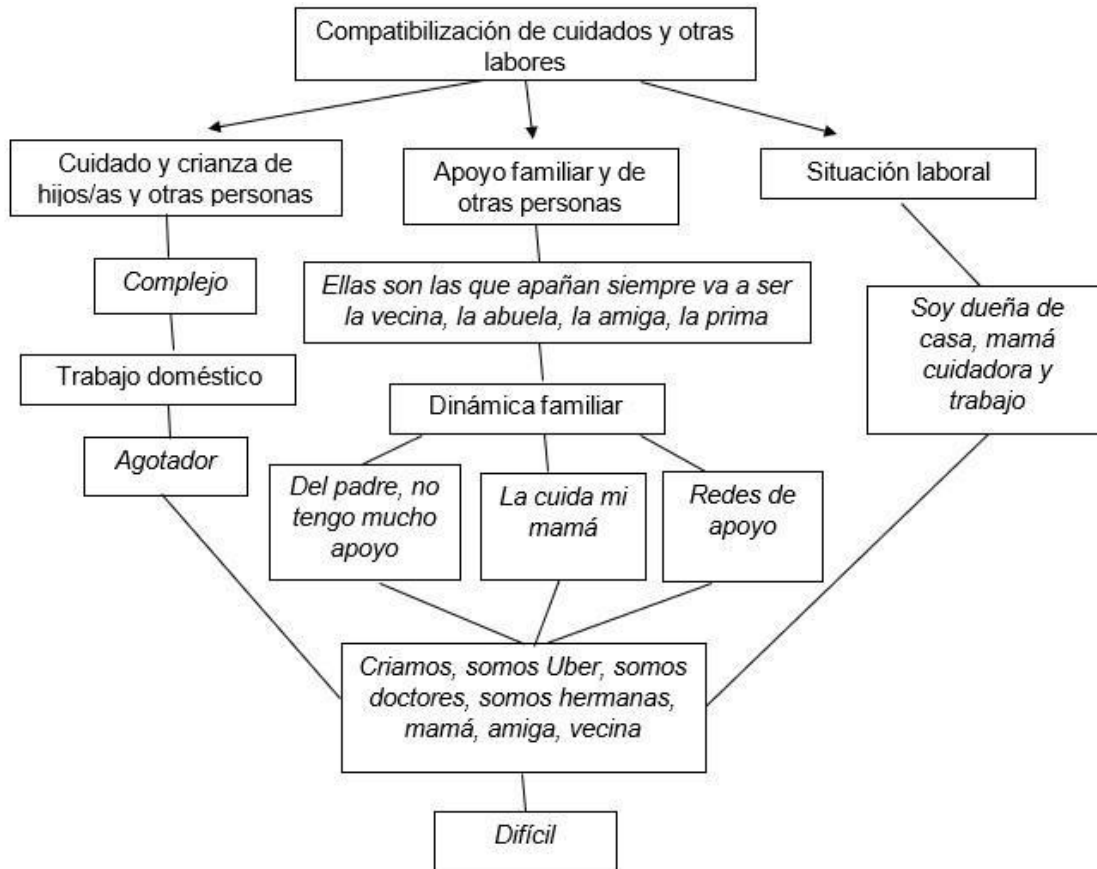 Compatibilización de cuidados y otras
labores
Cuidado y crianza de
hijos/as y otras personas
Apoyo familiar y de
otras personas
Situación laboral
Complejo
Ellas son las que apañan siempre va a ser
la vecina, la abuela, la amiga, la prima
Soy dueña de
casa, mamá
cuidadora y
trabajo
Trabajo doméstico
Dinámica familiar
Agotador
Del padre, no
tengo mucho
apoyo
La cuida mi
mamá
Redes de
apoyo
Criamos, somos Uber, somos
doctores, somos hermanas,
mamá, amiga, vecina
Difícil